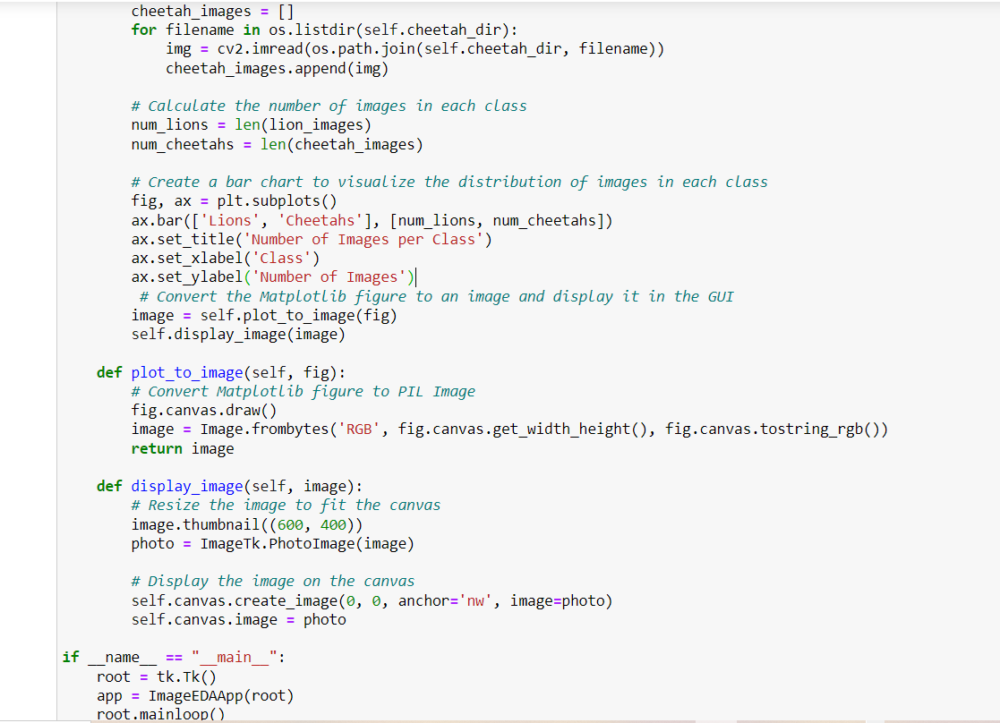 cheetah_images = []
for filename in os.listdir(self.cheetah_dir):
img = cv2.imread(os.path.join(self.cheetah_dir, filename))
cheetah_images.append(img)
# Calculate the number of images in each class
num_lions = len(lion_images)
num_cheetahs = len(cheetah_images)
# Create a bar chart to visualize the distribution of images in each class
fig, ax = plt.subplots()
ax.bar(['Lions', 'Cheetahs'], [num_lions, num_cheetahs])
ax.set_title('Number of Images per Class')
ax.set_xlabel('Class')
ax.set_ylabel('Number of Images')
# Convert the Matplotlib figure to an image and display it in the GUI
image = self.plot_to_image(fig)
self.display_image(image)
def plot_to_image(self, fig):
# Convert Matplotlib figure to PIL Image
fig.canvas.draw()
image = Image.frombytes('RGB', fig.canvas.get_width_height(), fig.canvas.tostring_rgb())
return image
def display_image(self, image):
# Resize the image to fit the canvas
image.thumbnail((600, 400))
photo = ImageTk.PhotoImage(image)
# Display the image on the canvas
self.canvas.create_image(0, 0, anchor='nw', image=photo)
self.canvas.image = photo
if __name__ == "__main__":
root = tk.Tk()
app = ImageEDAApp(root)
root.mainloop()